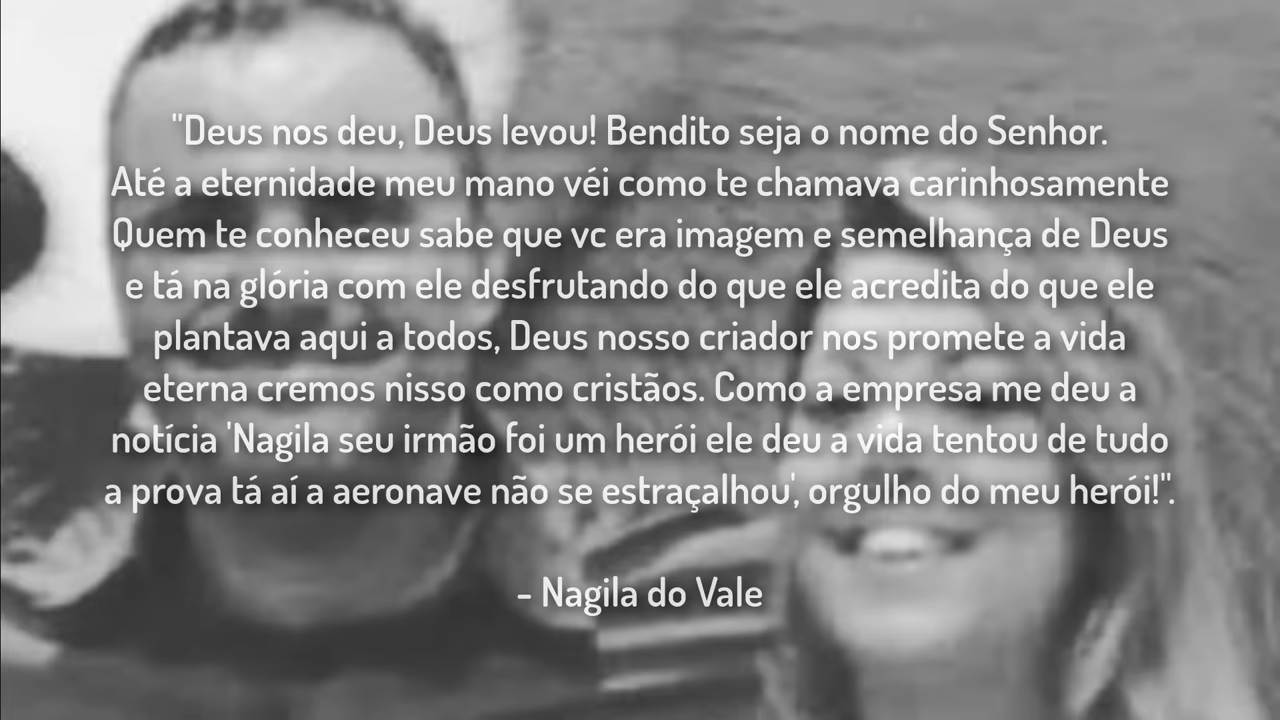 "Deus nos deu, Deus levou! Bendito seja o nome do Senhor.
Até a eternidade meu mano véi como te chamava carinhosamente
Quem te conheceu sabe que vc era imagem e semelhança de Deus
e tá na glória com ele desfrutando do que ele acredita do que ele
plantava aqui a todos, Deus nosso criador nos promete a vida
eterna cremos nisso como cristãos. Como a empresa me deu a
notícia 'Nagila seu irmão foi um herói ele deu a vida tentou de tudo
a prova tá aí a aeronave não se estraçalhou', orgulho do meu herói!".
- Nagila do Vale